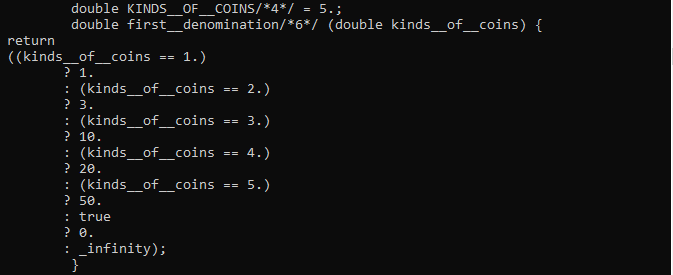 double KINDS__OF__COINS/*4*/ = 5.;
double first__denomination/*6*/ (double kinds__of__coins) {
return
((kinds__of__coins == 1.)
? 1.
: (kinds__of__coins == 2.)
? 3.
: (kinds__of__coins == 3.)
? 10.
: (kinds__of__coins == 4.)
? 20.
: (kinds__of__coins == 5.)
? 50.
: true
? 0.
: _infinity);
}